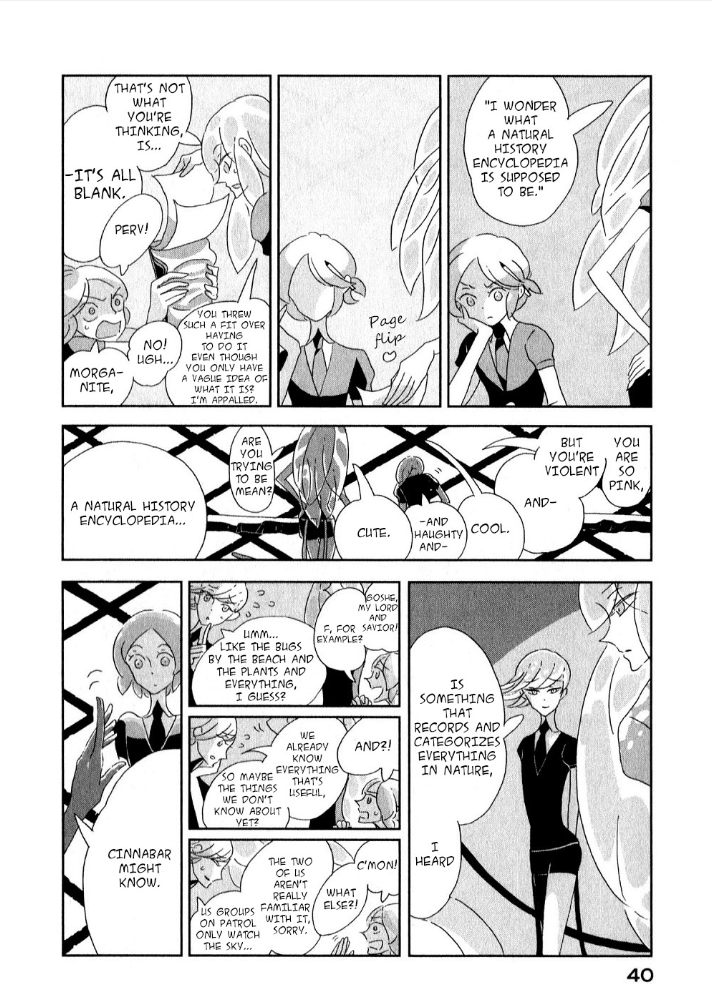 "I WONDER
WHAT
A NATURAL
HISTORY
ENCYCLOPEDIA
IS SUPPOSED
TO BE."
Page
flip
THAT'S NOT
WHAT
YOU'RE
THINKING,
IS...
-IT'S ALL
BLANK.
PERV!
YOU THREW
SUCH A FIT OVER
HAVING
TO DO IT
EVEN THOUGH
YOU ONLY HAVE
A VAGUE IDEA OF
WHAT IT IS?
I'M APPALLED.
NO!
UGH...
MORGA-
NITE,
YOU
ARE
SO
PINK,
BUT
YOU'RE
VIOLENT
AND-
COOL.
-AND
HAUGHTY
AND-
CUTE.
ARE
YOU
TRYING
TO BE
MEAN?
A NATURAL HISTORY
ENCYCLOPEDIA...
IS
SOMETHING
THAT
RECORDS AND
CATEGORIZES
EVERYTHING
IN NATURE,
I
HEARD
GOSHE,
MY LORD
AND
SAVIOR!
F, FOR
EXAMPLE?
UMM...
LIKE THE BUGS
BY THE BEACH AND
THE PLANTS AND
EVERYTHING,
I GUESS?
AND?!
WE
ALREADY
KNOW
EVERYTHING
THAT'S
USEFUL,
SO MAYBE
THE THINGS
WE DON'T
KNOW ABOUT
YET?
C'MON!
WHAT
ELSE?!
THE TWO
OF US
AREN'T
REALLY
FAMILIAR
WITH IT,
SORRY.
US GROUPS
ON PATROL
ONLY WATCH
THE SKY...
CINNABAR
MIGHT
KNOW.
40